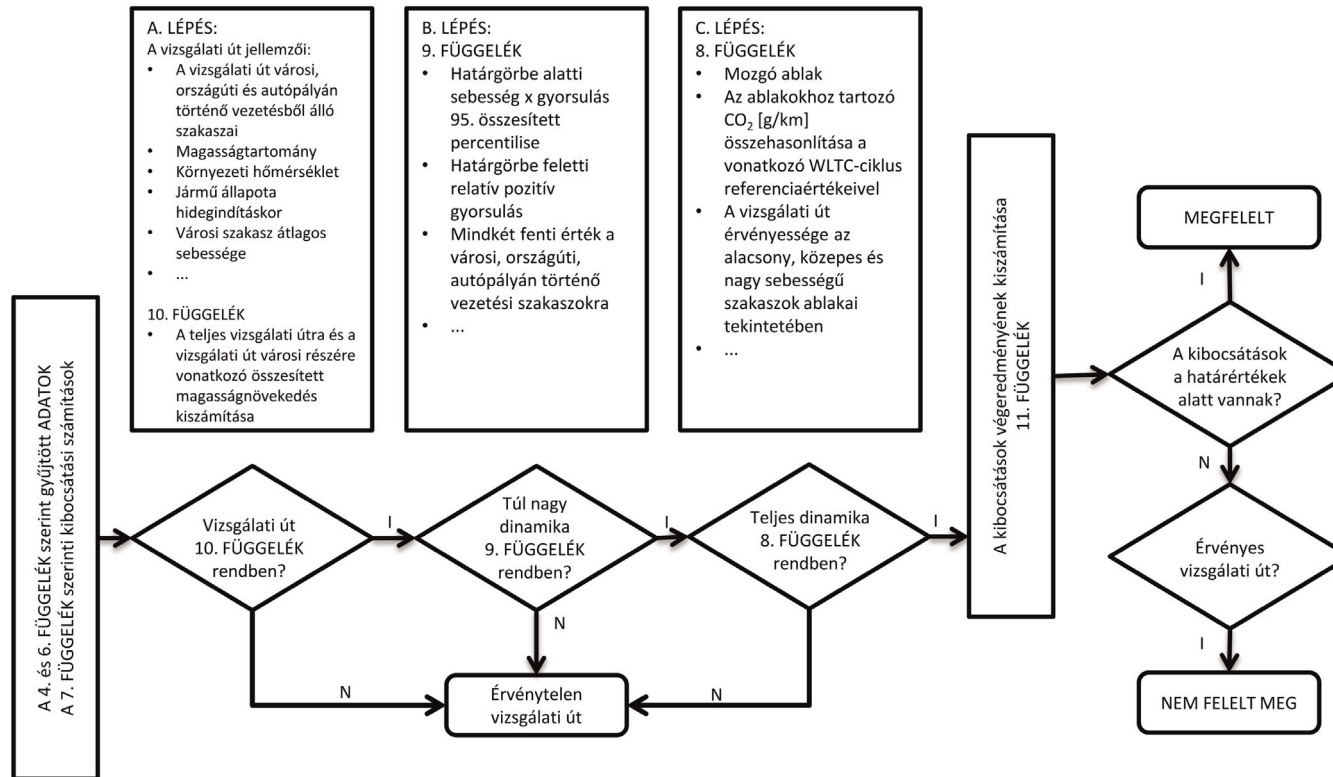 A 4. és 6. FÜGGELÉK szerint gyűjtött ADATOK
A 7. FÜGGELÉK szerinti kibocsátási számítások
A. LÉPÉS:
A vizsgálati út jellemzői:
• A vizsgálati út városi,
országúti és autópályán
történő vezetésből álló
szakaszai
• Magasságtartomány
• Környezeti hőmérséklet
• Jármű állapota
hidegindításkor
• Városi szakasz átlagos
sebessége
• ...
10. FÜGGELÉK
• A teljes vizsgálati útra és a
vizsgálati út városi részére
vonatkozó összesített
magasságnövekedés
kiszámítása
B. LÉPÉS:
9. FÜGGELÉK
• Határgörbe alatti
sebesség x gyorsulás
95. összesített
percentilise
• Határgörbe feletti
relatív pozitív
gyorsulás
• Mindkét fenti érték a
városi, országúti,
autópályán történő
vezetési szakaszokra
• ...
C. LÉPÉS:
8. FÜGGELÉK
• Mozgó ablak
• Az ablakokhoz tartozó
CO₂ [g/km]
összehasonlítása a
vonatkozó WLTC-ciklus
referenciaértékeivel
• A vizsgálati út
érvényessége az
alacsony, közepes és
nagy sebességű
szakaszok ablakai
tekintetében
• ...
Vizsgálati út
10. FÜGGELÉK
rendben?
I
Túl nagy
dinamika
9. FÜGGELÉK
rendben?
I
Teljes dinamika
8. FÜGGELÉK
rendben?
I
N
N
N
Érvénytelen
vizsgálati út
A kibocsátások végeredményének kiszámítása
11. FÜGGELÉK
MEGFELELT
I
A kibocsátások
a határértékek
alatt vannak?
N
Érvényes
vizsgálati út?
I
NEM FELELT MEG